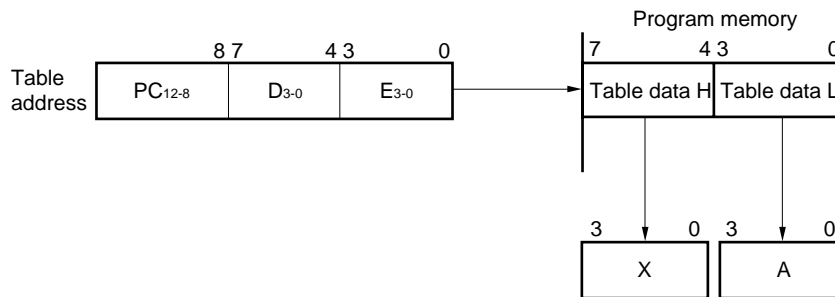 Program memory
8 7 4 3 0
7 4 3 0
Table
address
PC12-8
D3-0
E3-0
Table data H
Table data L
3 0
3 0
X
A